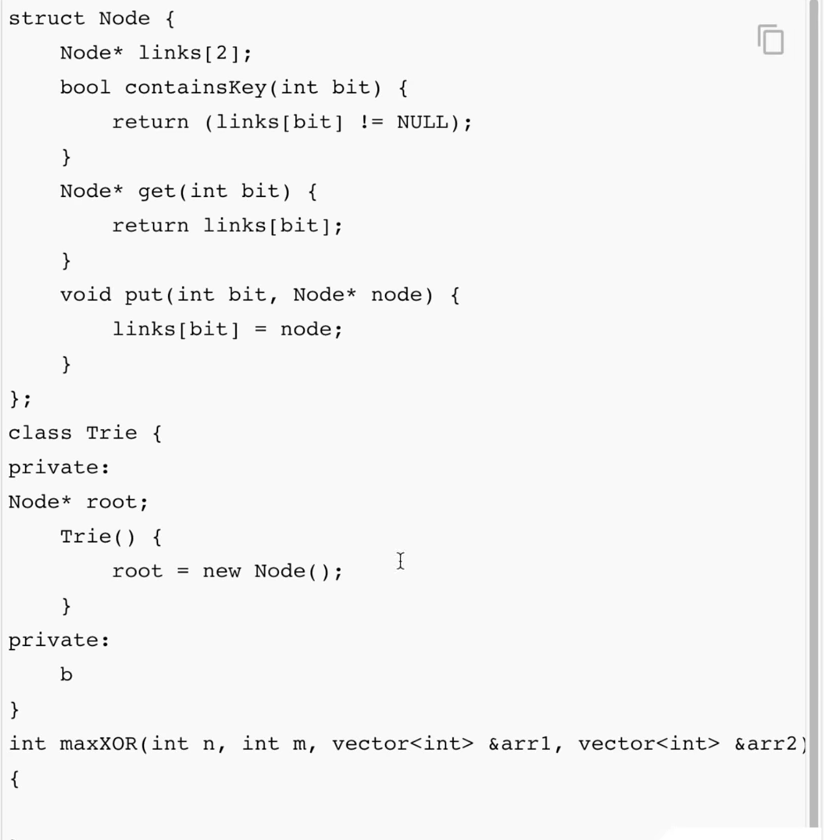 struct Node {
    Node* links[2];
    bool containsKey(int bit) {
        return (links[bit] != NULL);
    }
    Node* get(int bit) {
        return links[bit];
    }
    void put(int bit, Node* node) {
        links[bit] = node;
    }
};
class Trie {
private:
Node* root;
    Trie() {
        root = new Node();
    }
private:
    b
}
int maxXOR(int n, int m, vector<int> &arr1, vector<int> &arr2)
{